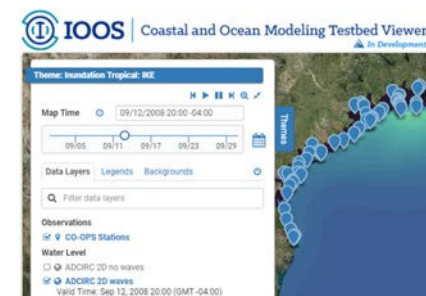 IOOS Coastal and Ocean Modeling Testbed Viewer
In Development
Theme: Inundation Tropical: IKE
Map Time 09/12/2008 20:00 -04:00
09/05 09/11 09/17 09/23 09/29
Themes
Data Layers Legends Backgrounds
Filter data layers
Observations
CO-OPS Stations
Water Level
ADCIRC 2D no waves
ADCIRC 2D waves
Valid Time: Sep 12, 2008 20:00 (GMT -04:00)